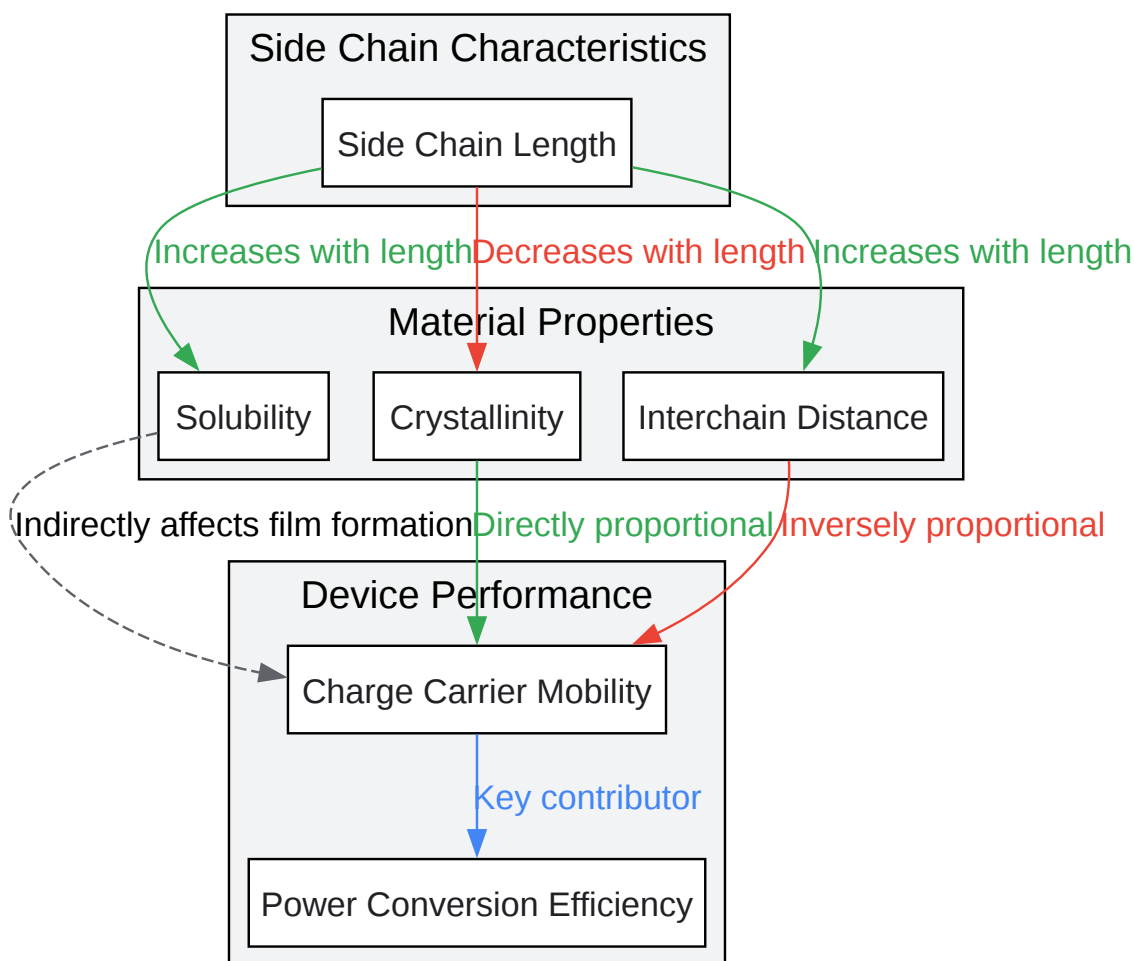 Side Chain Characteristics
Side Chain Length
Increases with length
Decreases with length
Increases with length
Material Properties
Solubility
Crystallinity
Interchain Distance
Indirectly affects film formation
Directly proportional
Inversely proportional
Device Performance
Charge Carrier Mobility
Key contributor
Power Conversion Efficiency